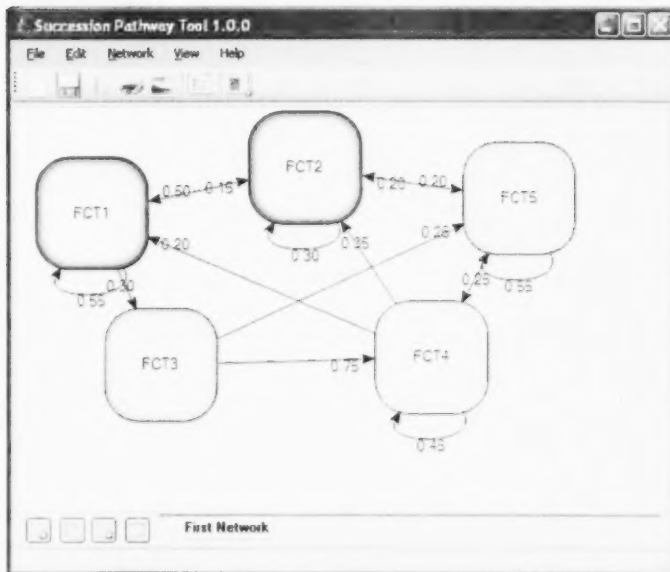 Succession Pathway Tool 1.0.0
File Edit Network View Help
FCT2
FCT5
FCT1
0.50 0.15
0.20 0.20
0.20
0.30
0.35
0.25
0.55
0.30
0.25
0.55
FCT3
FCT4
0.75
0.45
First Network